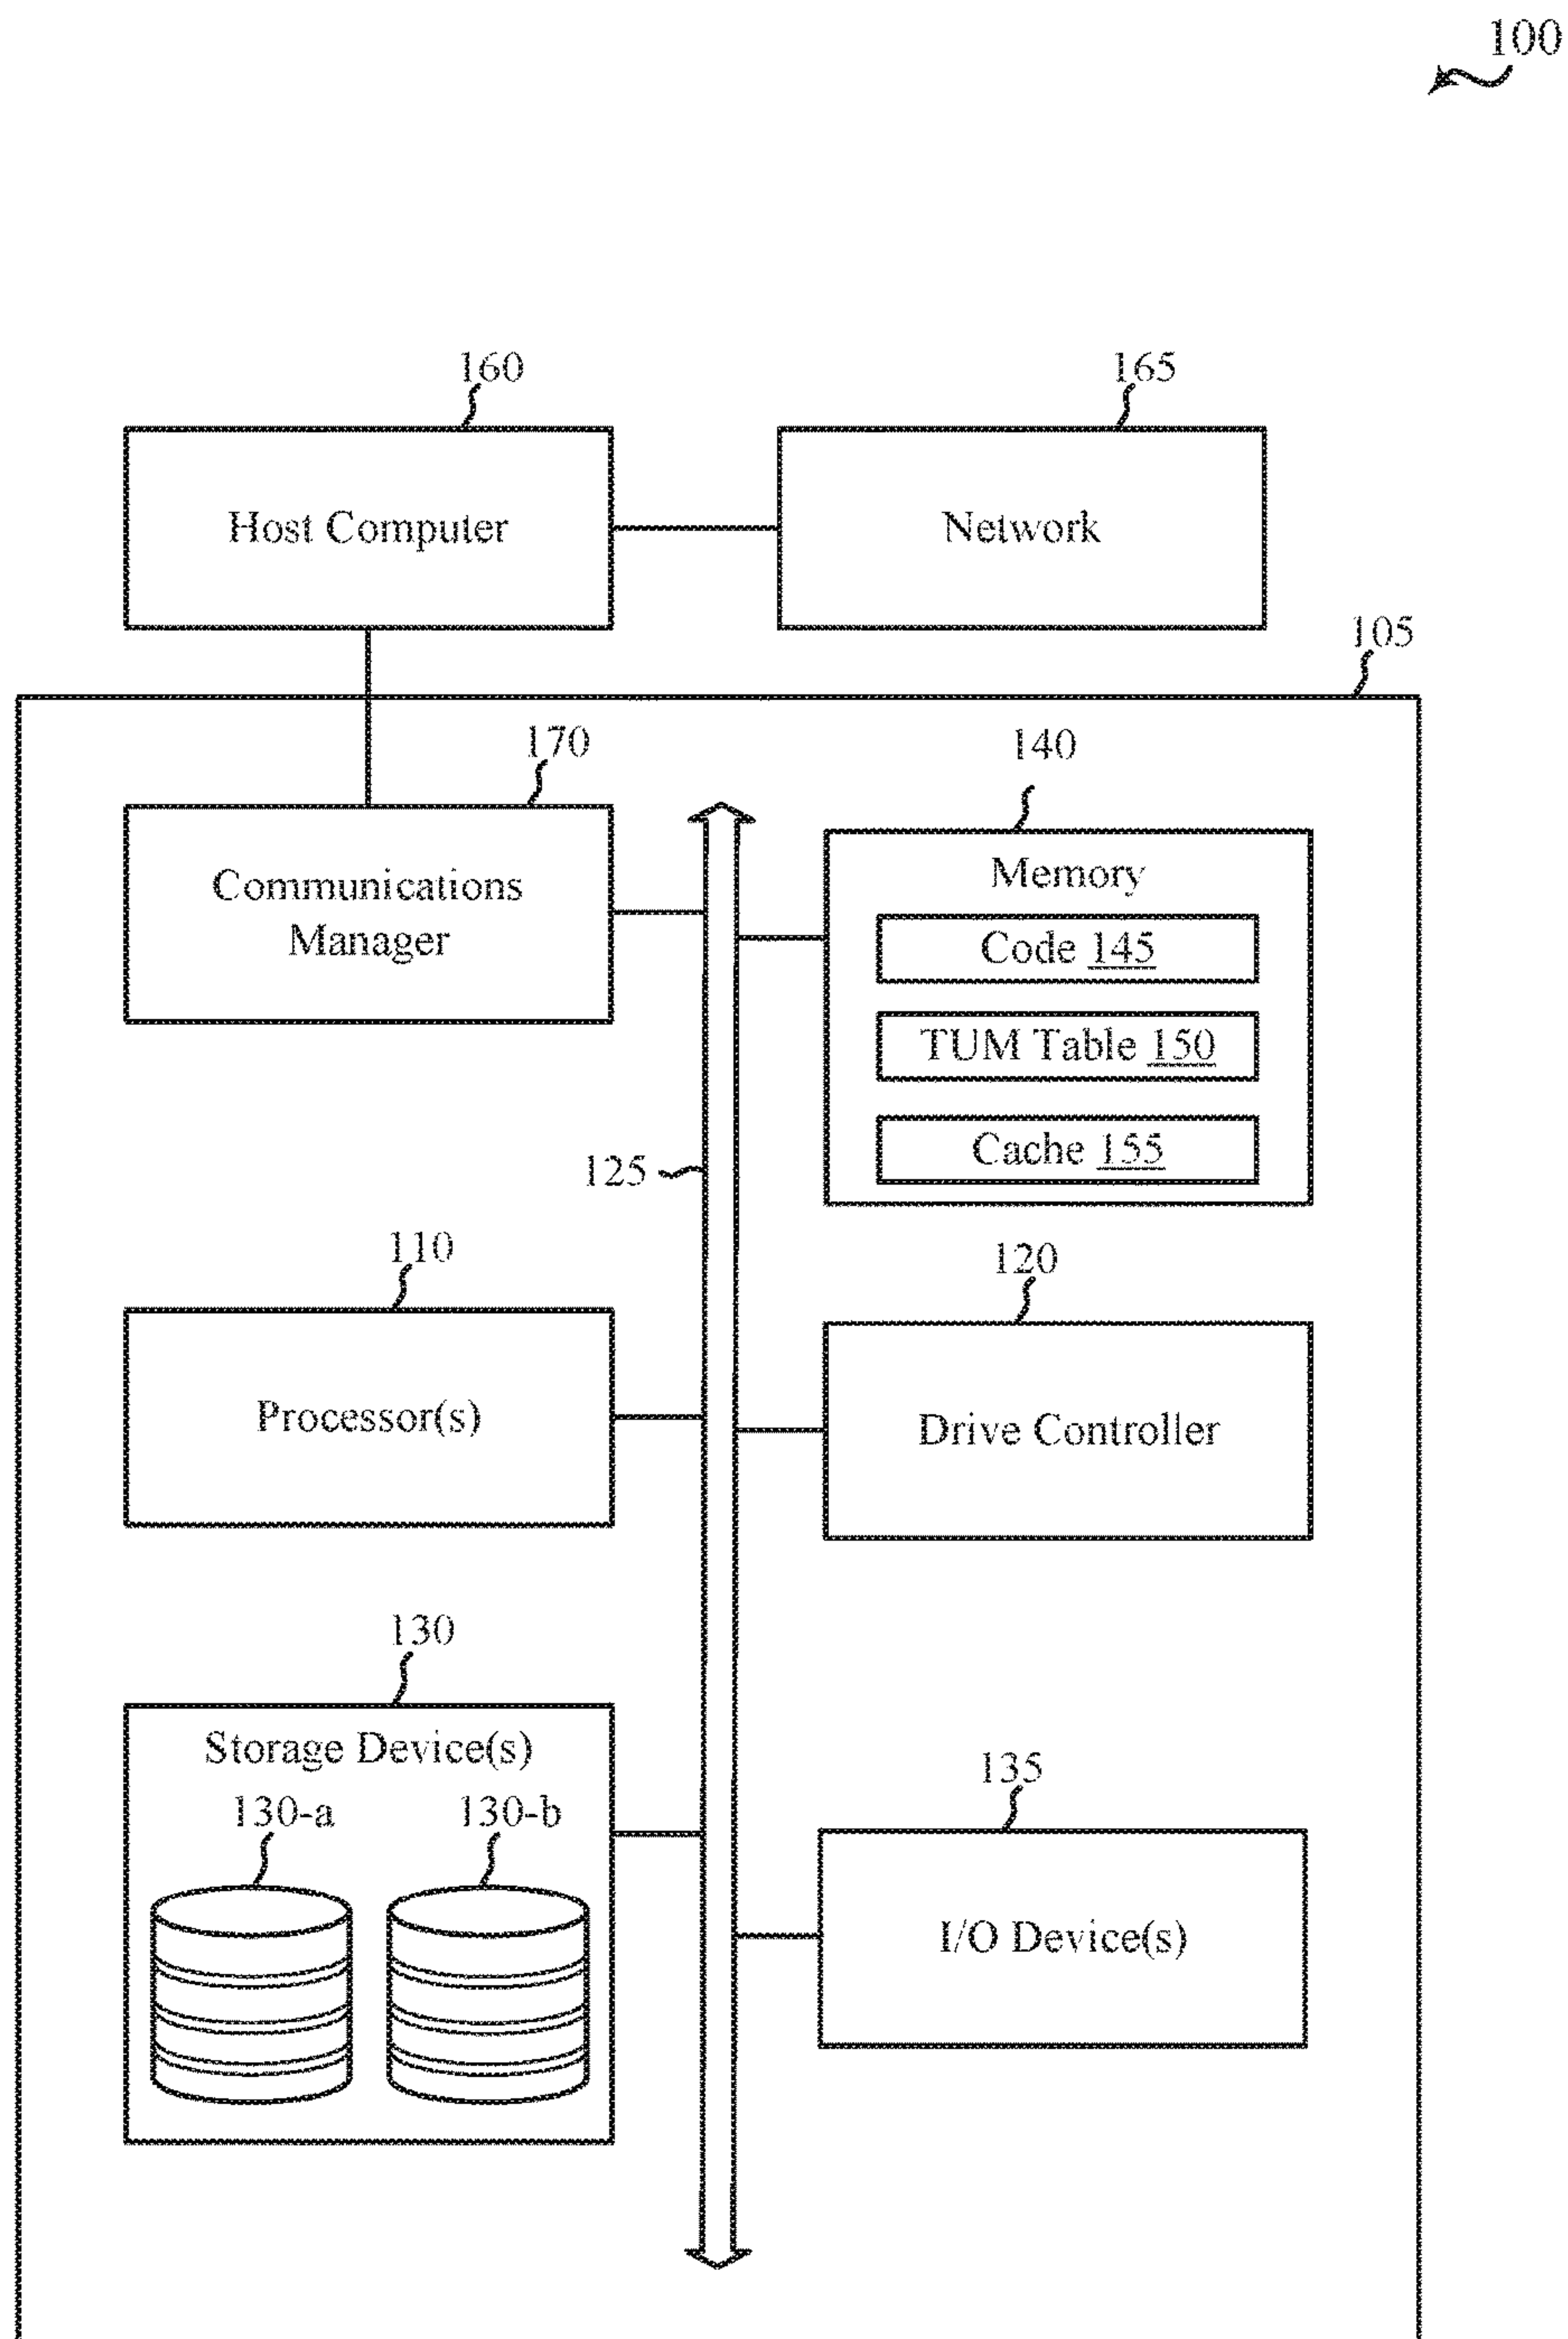 100
160
165
Host Computer
Network
105
170
140
Communications
Manager
Memory
Code 145
TUM Table 150
Cache 155
125
110
120
Processor(s)
Drive Controller
130
Storage Device(s)
130-a
130-b
135
I/O Device(s)